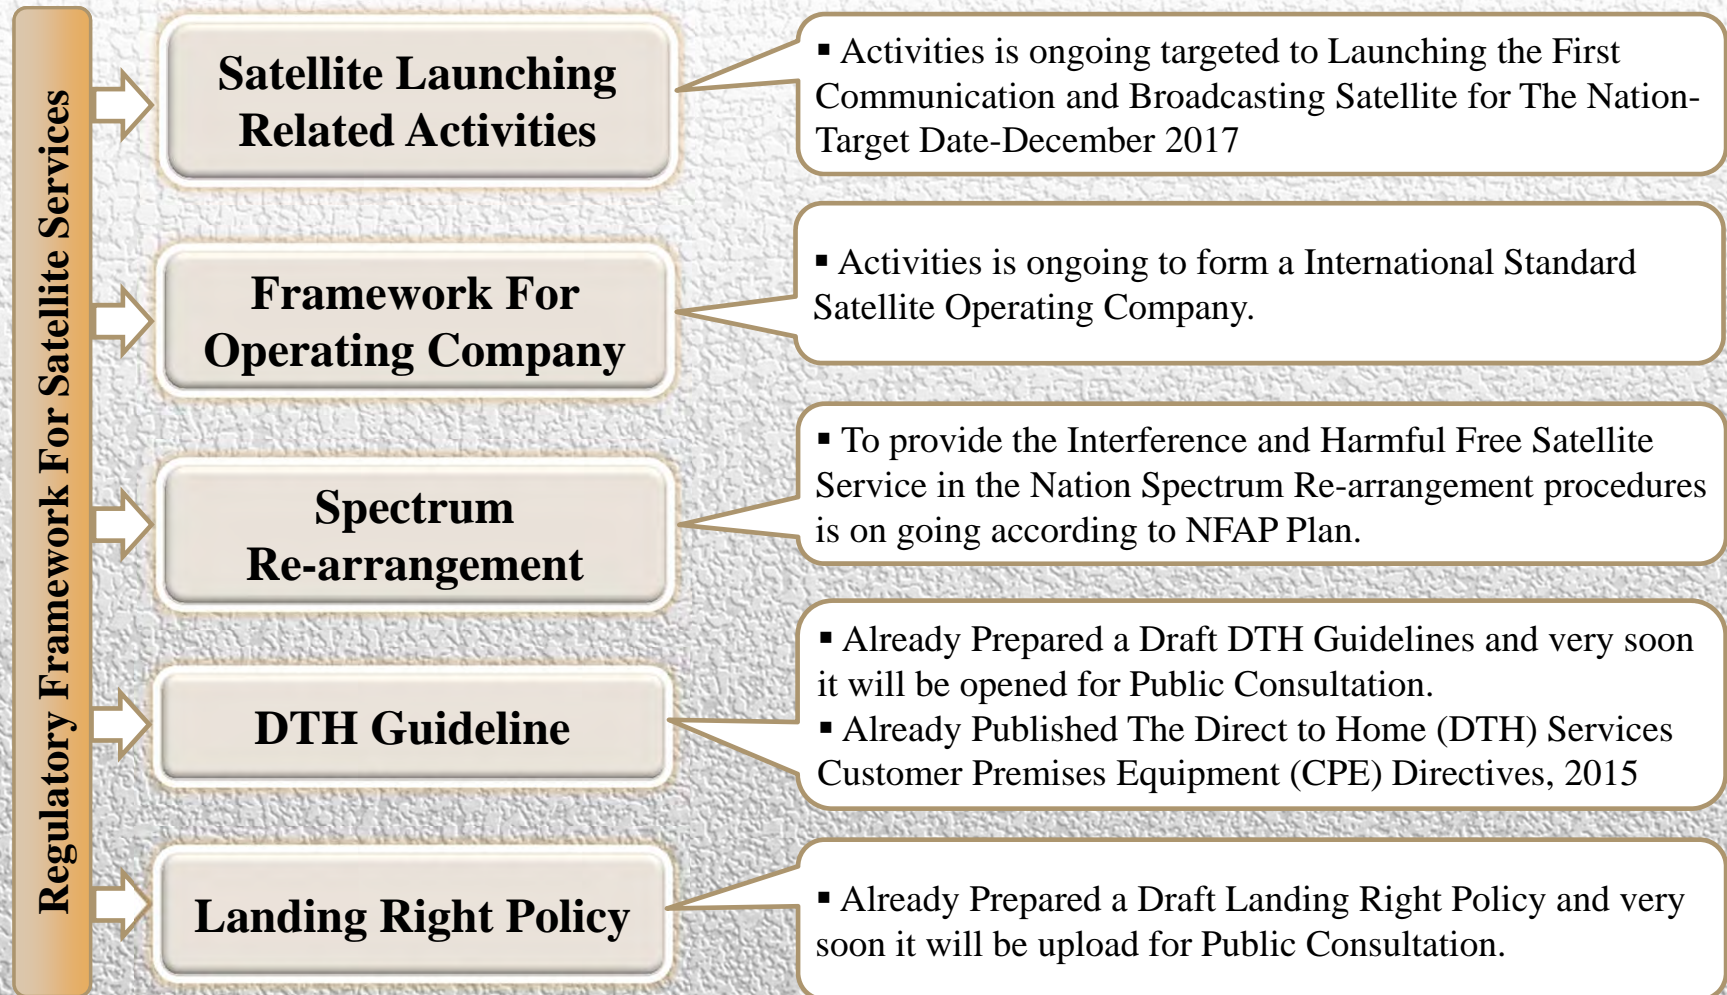 Regulatory Framework For Satellite Services
Satellite Launching
Related Activities
▪ Activities is ongoing targeted to Launching the First
Communication and Broadcasting Satellite for The Nation-
Target Date-December 2017
Framework For
Operating Company
▪ Activities is ongoing to form a International Standard
Satellite Operating Company.
Spectrum
Re-arrangement
▪ To provide the Interference and Harmful Free Satellite
Service in the Nation Spectrum Re-arrangement procedures
is on going according to NFAP Plan.
DTH Guideline
▪ Already Prepared a Draft DTH Guidelines and very soon
it will be opened for Public Consultation.
▪ Already Published The Direct to Home (DTH) Services
Customer Premises Equipment (CPE) Directives, 2015
Landing Right Policy
▪ Already Prepared a Draft Landing Right Policy and very
soon it will be upload for Public Consultation.